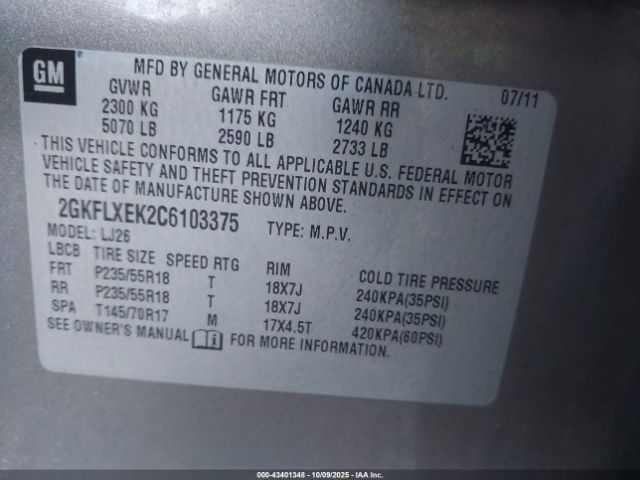 GM
®
MFD BY GENERAL MOTORS OF CANADA LTD.
07/11
GVWR GAWR FRT GAWR RR
2300 KG 1175 KG 1240 KG
5070 LB 2590 LB 2733 LB
THIS VEHICLE CONFORMS TO ALL APPLICABLE U.S. FEDERAL MOTOR
VEHICLE SAFETY AND THEFT PREVENTION STANDARDS IN EFFECT ON
THE DATE OF MANUFACTURE SHOWN ABOVE.
2GKFLXEK2C6103375 TYPE: M.P.V.
MODEL: LJ26
LBCB TIRE SIZE SPEED RTG RIM COLD TIRE PRESSURE
FRT P235/55R18 T 18X7J 240KPA(35PSI)
RR P235/55R18 T 18X7J 240KPA(35PSI)
SPA T145/70R17 M 17X4.5T 420KPA(60PSI)
SEE OWNER'S MANUAL i FOR MORE INFORMATION.
000-43401348 - 10/09/2025 - IAA Inc.